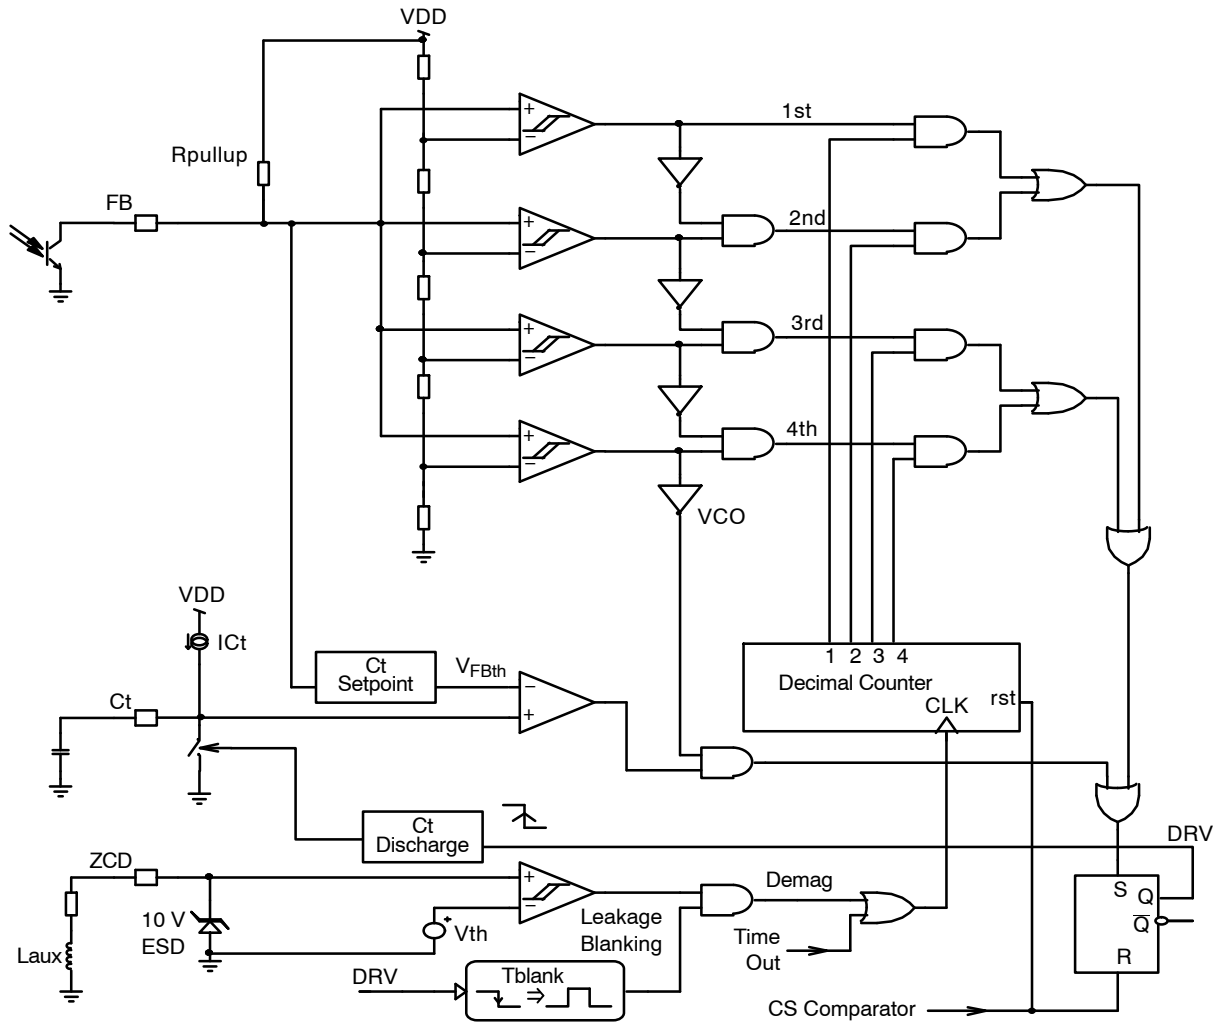 VDD
Rpullup
FB
+
−
1st
+
−
2nd
+
−
3rd
+
−
4th
VCO
VDD
ICt
Ct
Setpoint
VFBth
−
+
Ct
1 2 3 4
Decimal Counter
CLK
rst
Ct
Discharge
DRV
ZCD
+
−
Demag
S
Q
Q
R
10 V
ESD
+
Vth
Leakage
Blanking
Time
Out
Laux
DRV
Tblank
⇒
CS Comparator